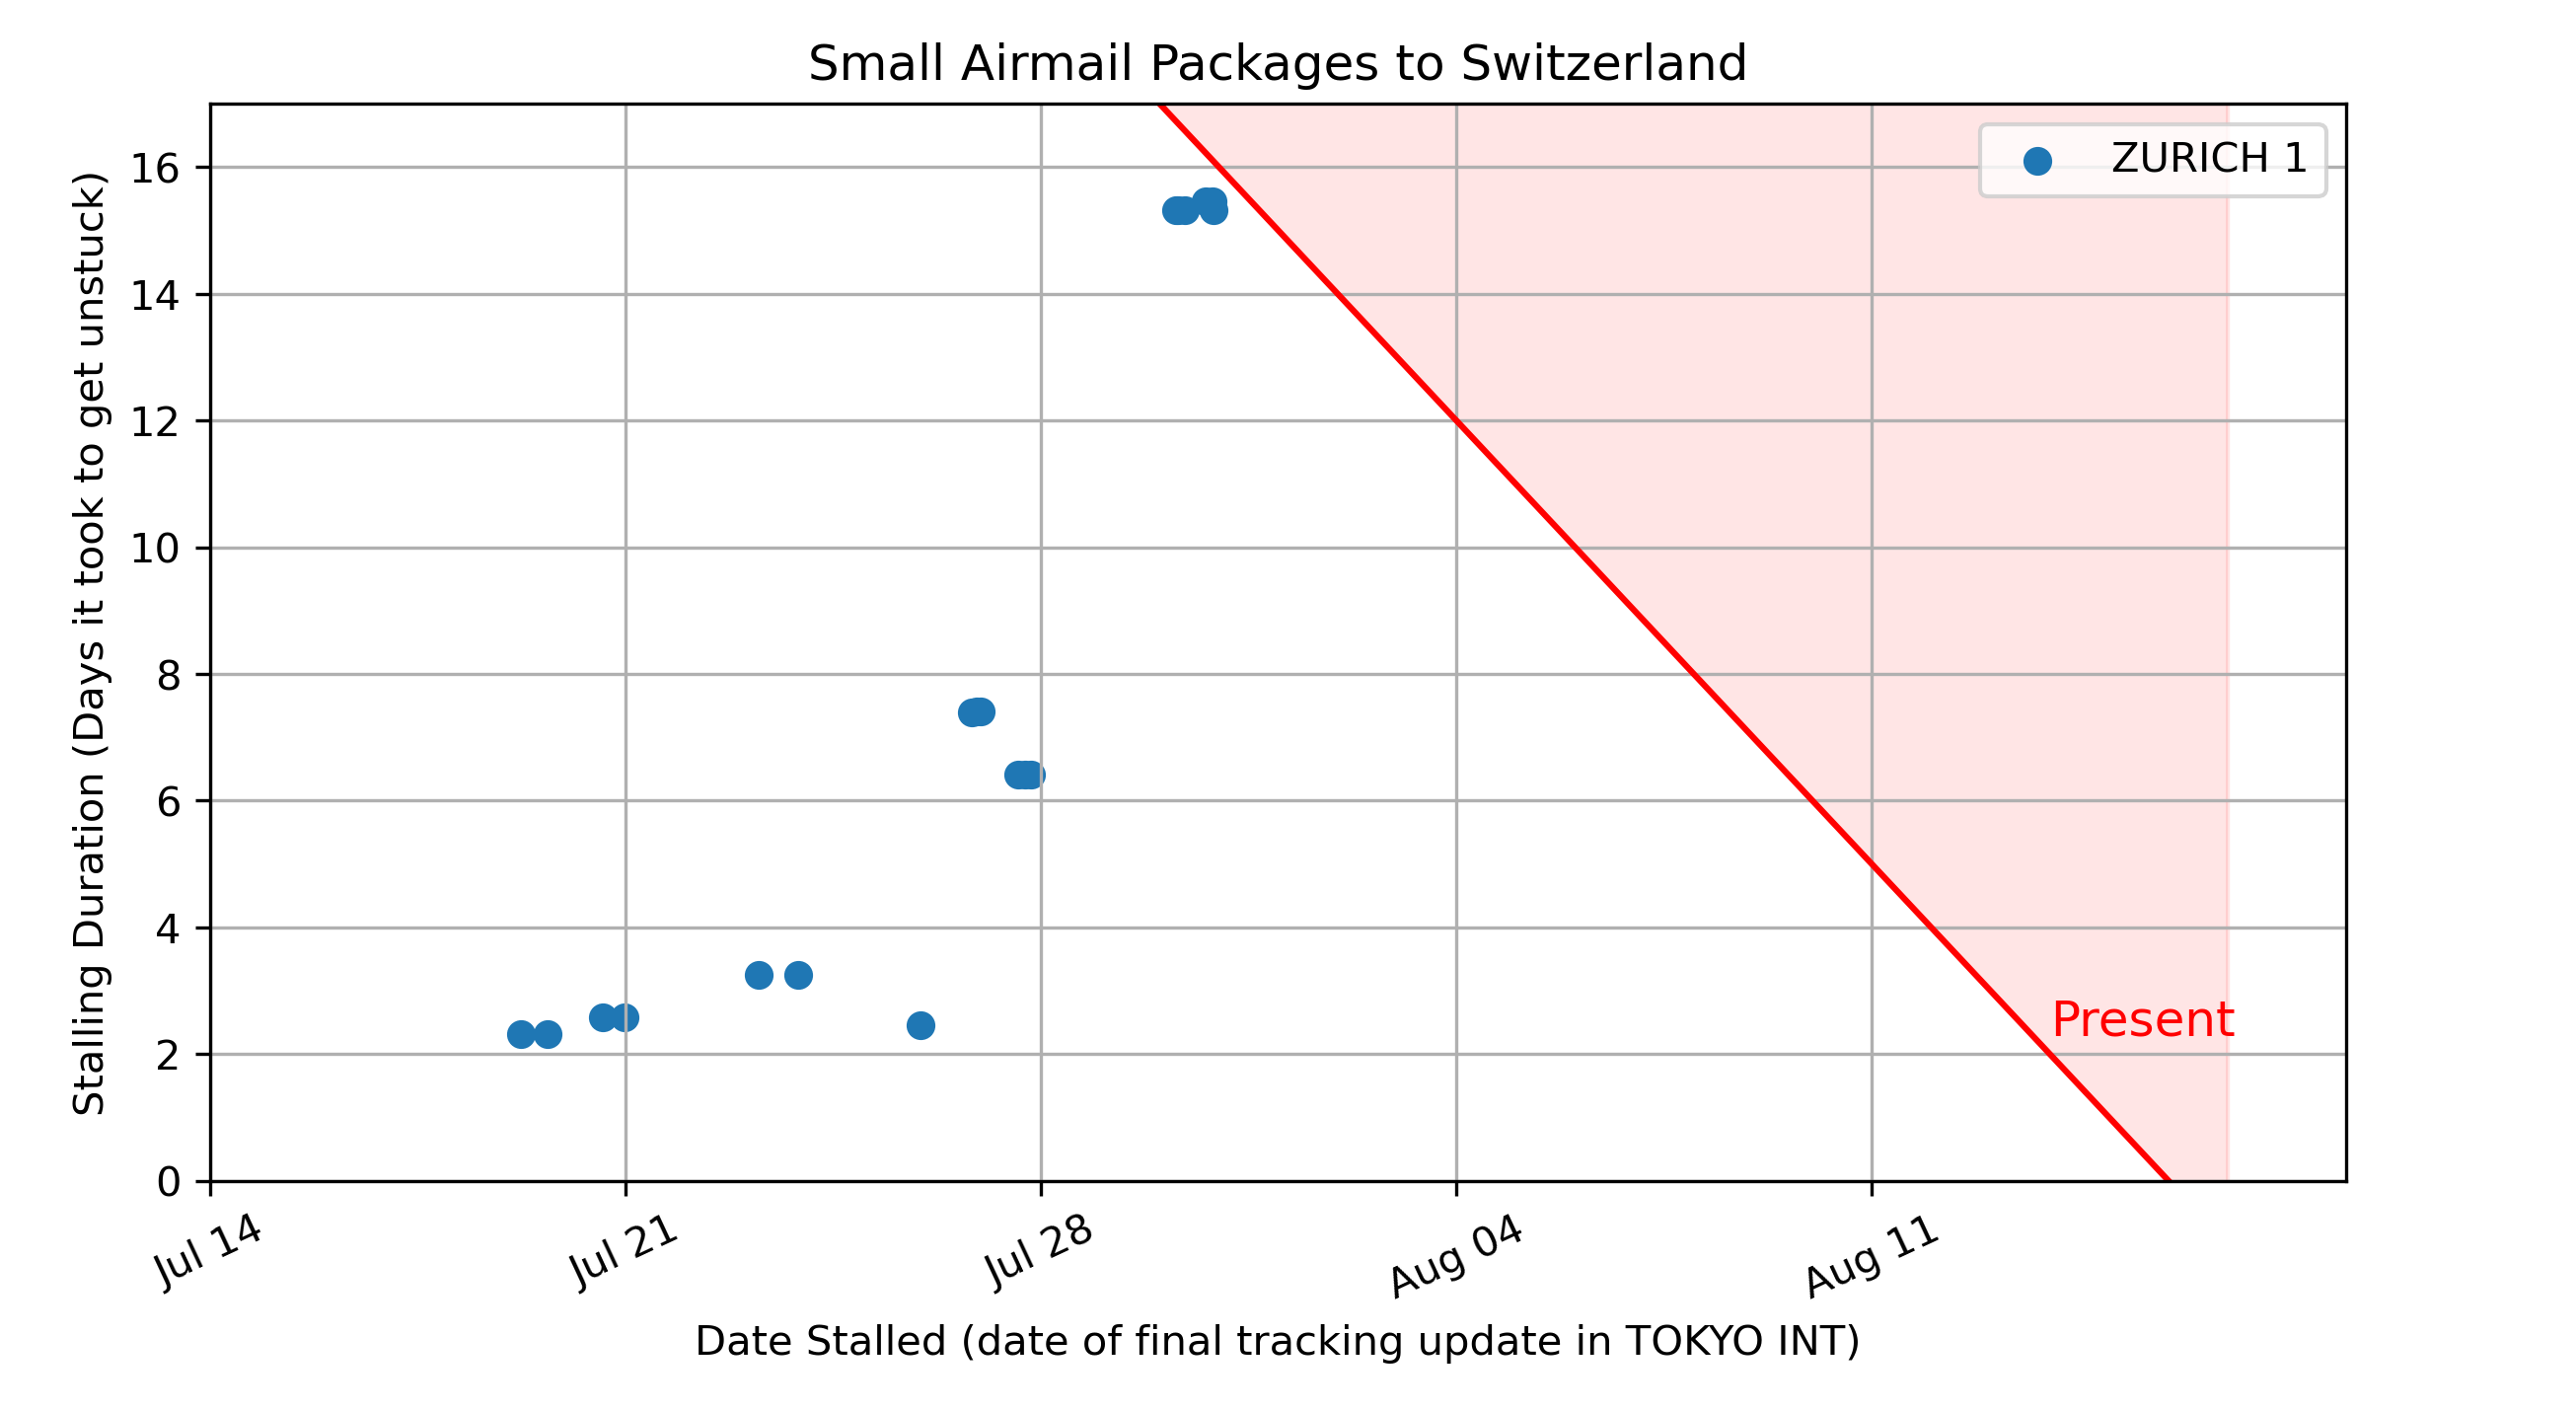 Small Airmail Packages to Switzerland
ZURICH 1
Stalling Duration (Days it took to get unstuck)
16
14
12
10
8
6
4
2
0
Present
Jul 14
Jul 21
Jul 28
Aug 04
Aug 11
Date Stalled (date of final tracking update in TOKYO INT)